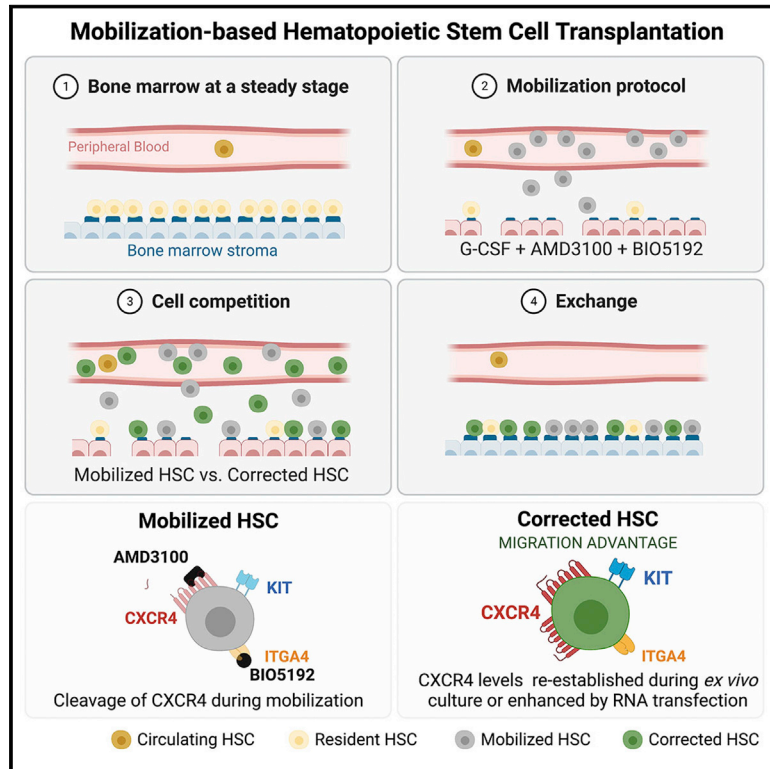 Mobilization-based Hematopoietic Stem Cell Transplantation
1 Bone marrow at a steady stage
Peripheral Blood
Bone marrow stroma
2 Mobilization protocol
G-CSF + AMD3100 + BIO5192
3 Cell competition
Mobilized HSC vs. Corrected HSC
4 Exchange
Mobilized HSC
AMD3100
KIT
CXCR4
ITGA4
BIO5192
Cleavage of CXCR4 during mobilization
Corrected HSC
MIGRATION ADVANTAGE
KIT
CXCR4
ITGA4
CXCR4 levels re-established during ex vivo
culture or enhanced by RNA transfection
Circulating HSC
Resident HSC
Mobilized HSC
Corrected HSC